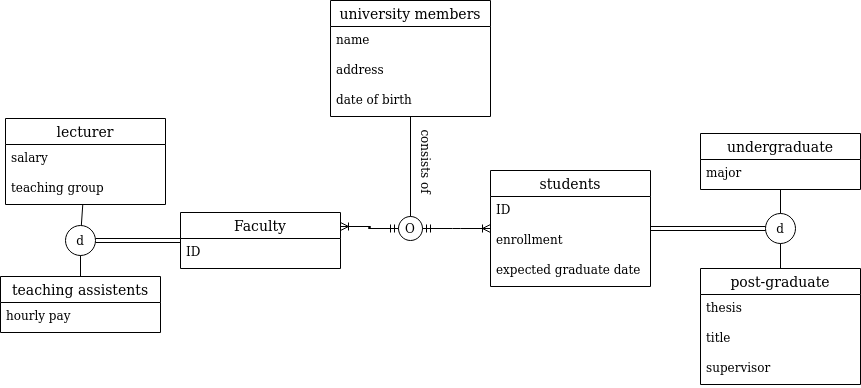 university members
name
address
date of birth
consists of
lecturer
salary
teaching group
d
teaching assistents
hourly pay
Faculty
ID
O
students
ID
enrollment
expected graduate date
undergraduate
major
d
post-graduate
thesis
title
supervisor